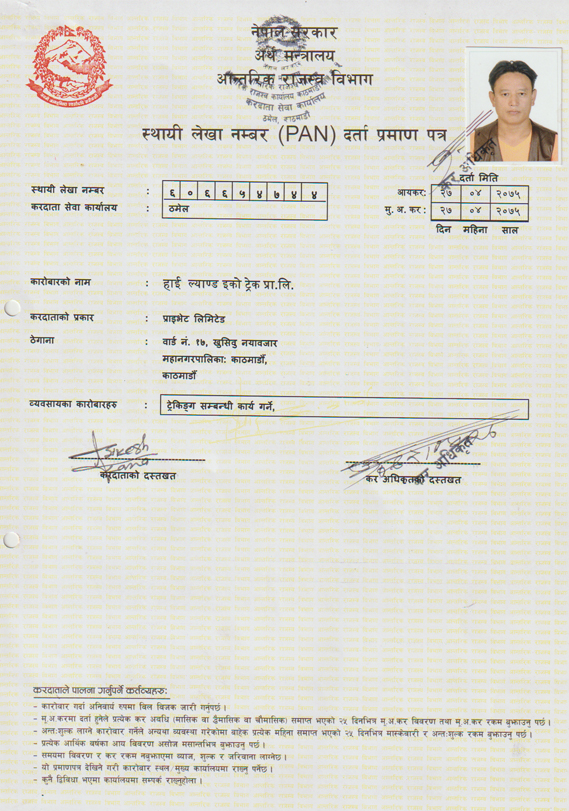 नेपाल सरकार
अर्थ मन्त्रालय
आन्तरिक राजस्व विभाग
करदाता सेवा कार्यालय
ठमेल, काठमाडौं
स्थायी लेखा नम्बर (PAN) दर्ता प्रमाण पत्र
कर अधिकृत
दर्ता मिति
स्थायी लेखा नम्बर : ६ ० ६ ६ ५ ४ ७ ४ ४
आयकर: २७ ०४ २०७५
करदाता सेवा कार्यालय : ठमेल
मु. अ. कर : २७ ०४ २०७५
दिन महिना साल
कारोबारको नाम : हाई ल्याण्ड इको ट्रेक प्रा.लि.
करदाताको प्रकार : प्राइभेट लिमिटेड
ठेगाना : वार्ड नं. १७, खुसिवु नयावजार
महानगरपालिका: काठमाडौँ,
काठमाडौँ
व्यवसायका कारोबारहरु : ट्रेकिङ्ग सम्बन्धी कार्य गर्ने,
करदाताको दस्तखत
कर अधिकृतको दस्तखत
कर अधिकृत
करदाताले पालना गर्नुपर्ने कर्तव्यहरु:
- कारोवार गर्दा अनिवार्य रुपमा विल विजक जारी गर्नुपर्छ ।
- मू.अ.करमा दर्ता हुनेले प्रत्येक कर अवधि (मासिक वा द्वैमासिक वा चौमासिक) समाप्त भएको २५ दिनभित्र मू.अ.कर विवरण तथा मू.अ.कर रकम बुझाउनु पर्छ ।
- अन्त:शुल्क लाग्ने कारोवार गर्नेले अन्यथा व्यवस्था गरेकोमा बाहेक प्रत्येक महिना समाप्त भएको २५ दिनभित्र मास्केवारी र अन्त:शुल्क रकम बुझाउनु पर्छ ।
- प्रत्येक आर्थिक बर्षका आय विवरण असोज मसान्तभित्र बुझाउनु पर्छ ।
- समयमा विवरण र कर रकम नबुझाएमा ब्याज, शुल्क र जरिवाना लाग्नेछ ।
- यो प्रमाणपत्र देखिने गरी कारोबार स्थल/मुख्य कार्यालयमा राख्नु पर्नेछ ।
- कुनै द्विविधा भएमा कार्यालयमा सम्पर्क राख्नुहोला ।